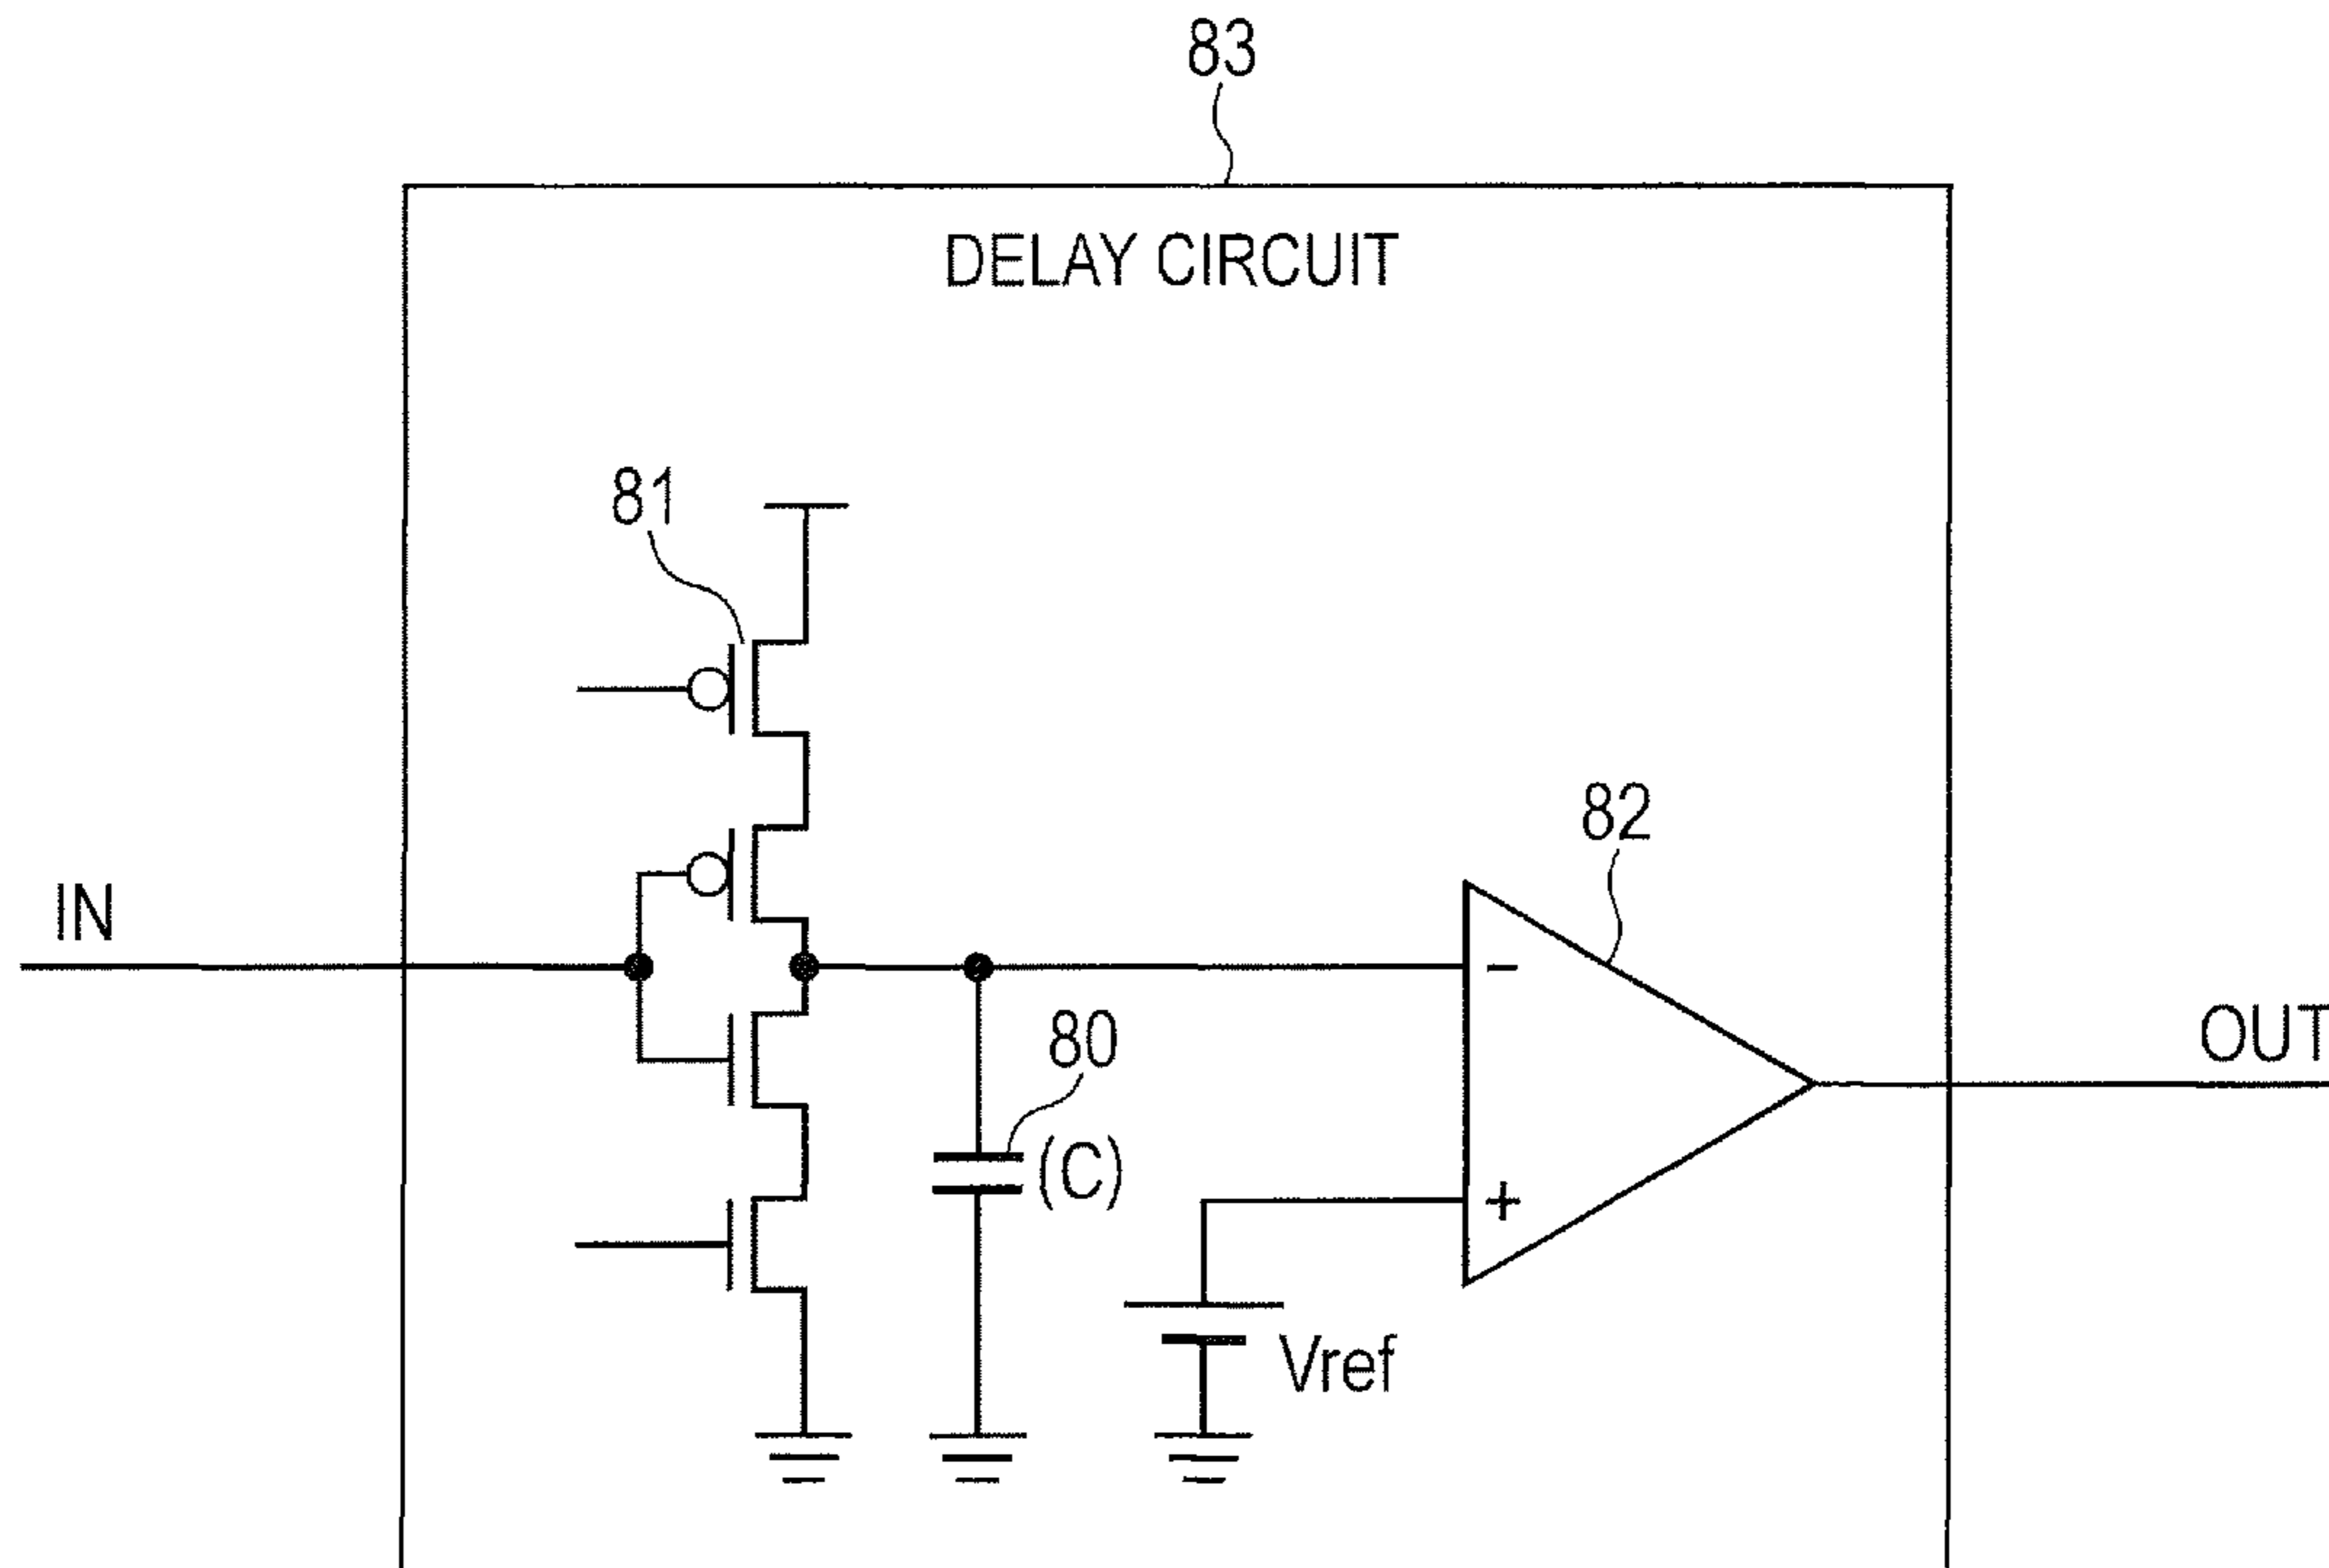 83
DELAY CIRCUIT
81
82
IN
80
OUT
(C)
−
+
Vref